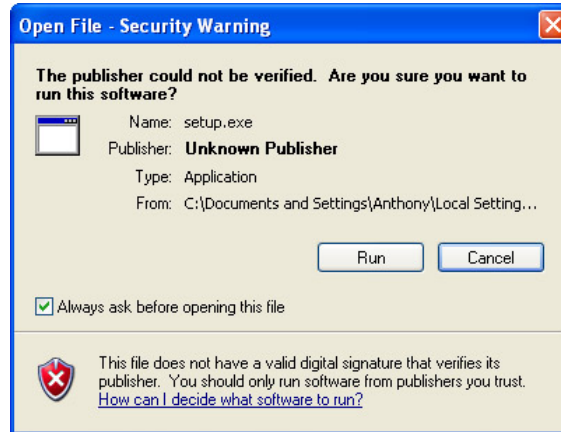 Open File - Security Warning
The publisher could not be verified. Are you sure you want to
run this software?
Name: setup.exe
Publisher: Unknown Publisher
Type: Application
From: C:\Documents and Settings\Anthony\Local Setting...
Run Cancel
Always ask before opening this file
This file does not have a valid digital signature that verifies its
publisher. You should only run software from publishers you trust.
How can I decide what software to run?